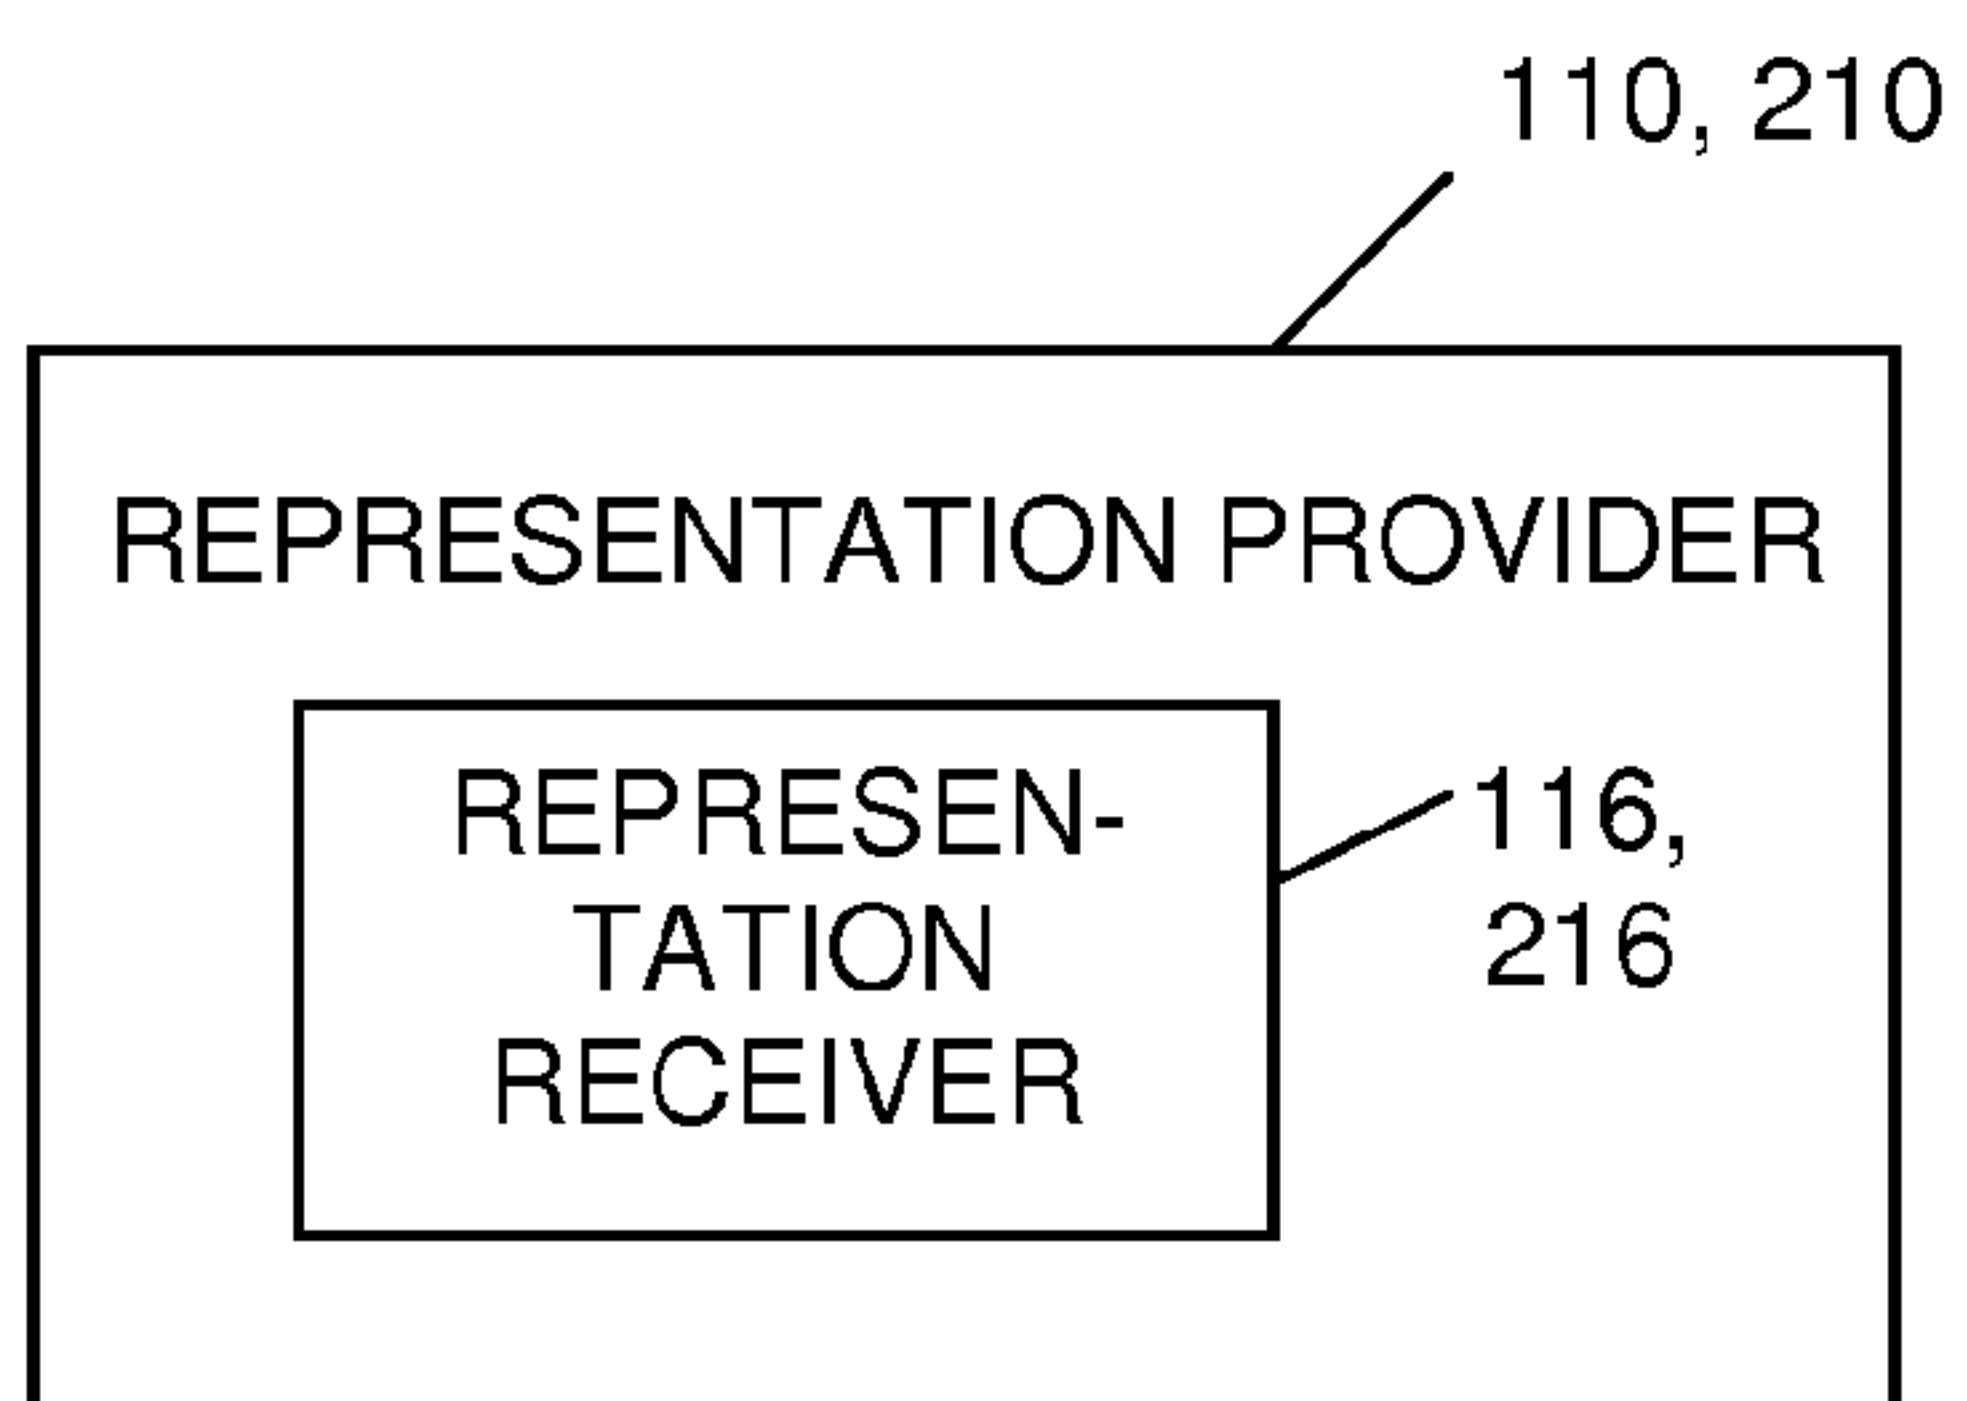 110, 210
REPRESENTATION PROVIDER
REPRESEN-
TATION
RECEIVER
116,
216